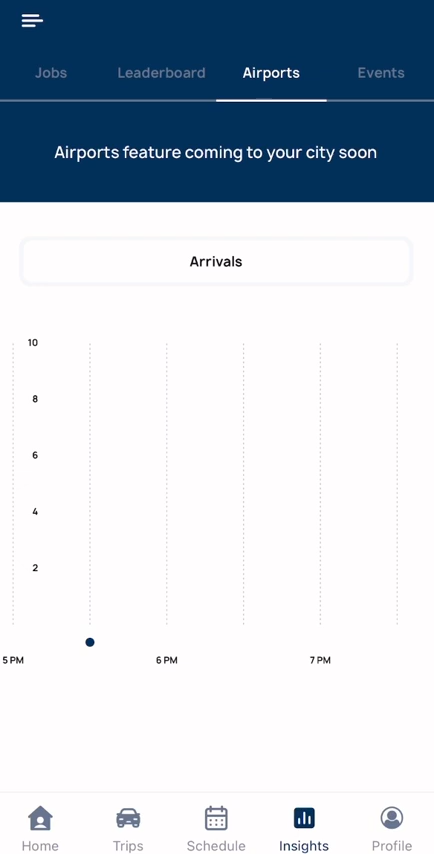 Jobs Leaderboard Airports Events
Airports feature coming to your city soon
Arrivals
10
8
6
4
2
5 PM 6 PM 7 PM
Home Trips Schedule Insights Profile